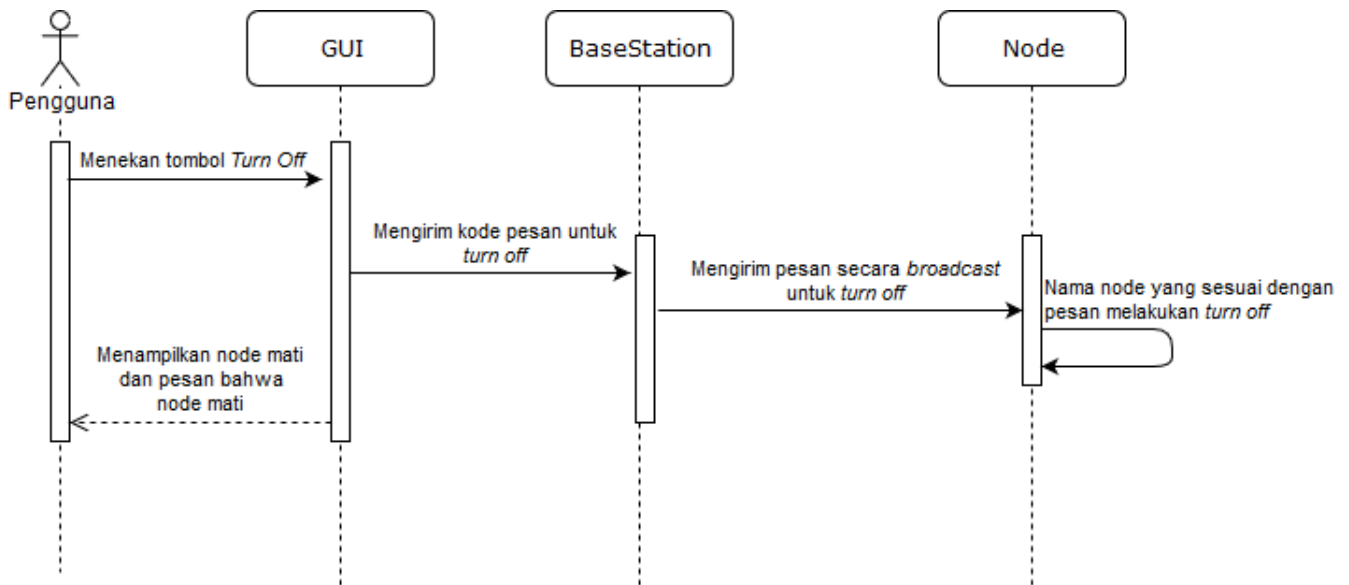 GUI
BaseStation
Node
Pengguna
Menekan tombol Turn Off
Mengirim kode pesan untuk
turn off
Mengirim pesan secara broadcast
untuk turn off
Nama node yang sesuai dengan
pesan melakukan turn off
Menampilkan node mati
dan pesan bahwa
node mati